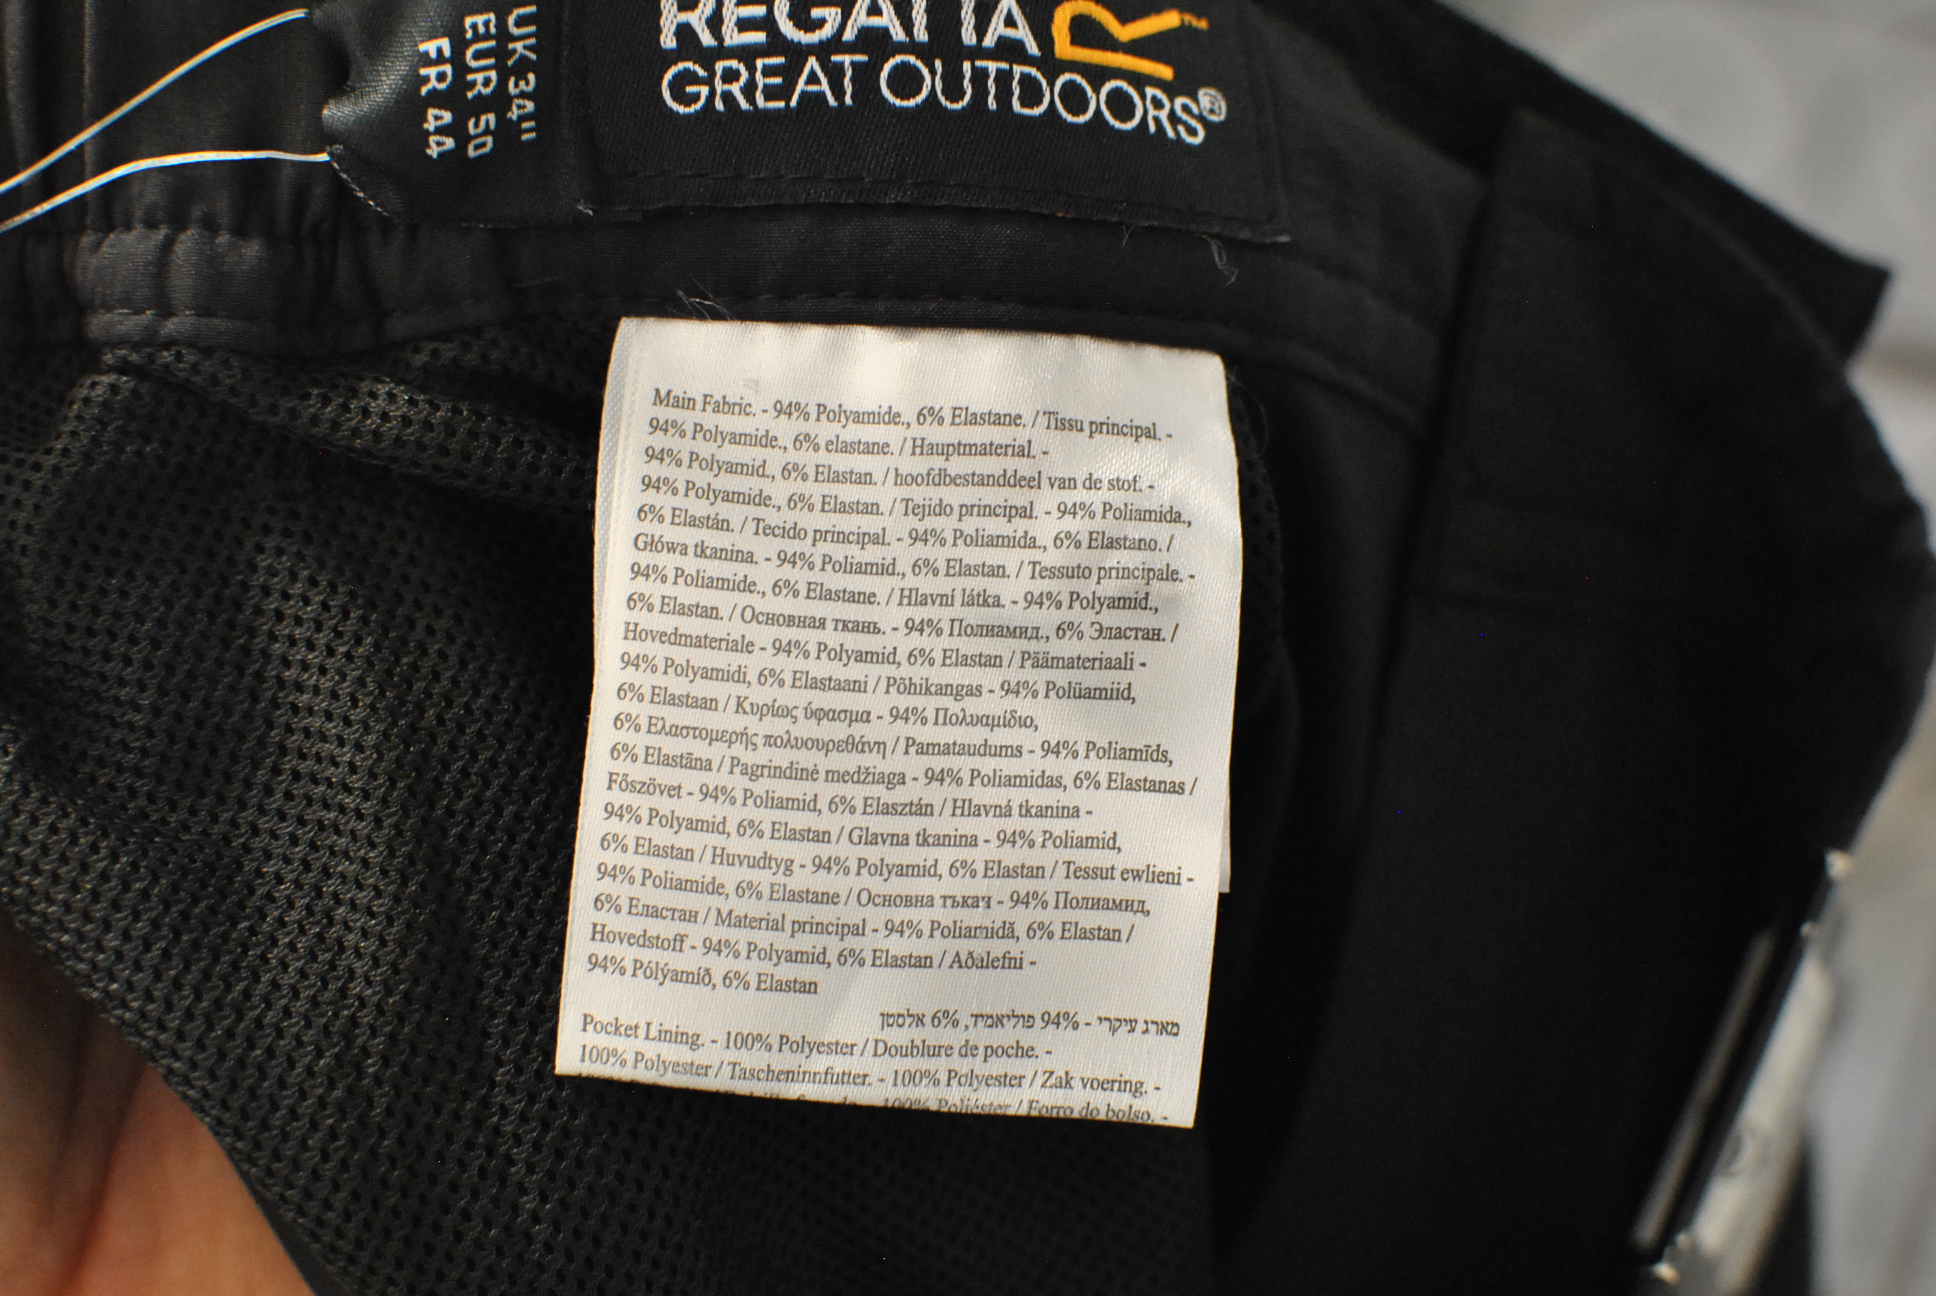 UK 34"
EUR 50
FR 44
REGATTA R™
GREAT OUTDOORS®
Main Fabric. - 94% Polyamide., 6% Elastane. / Tissu principal. -
94% Polyamide., 6% elastane. / Hauptmaterial. -
94% Polyamid., 6% Elastan. / hoofdbestanddeel van de stof. -
94% Polyamide., 6% Elastan. / Tejido principal. - 94% Poliamida.,
6% Elastán. / Tecido principal. - 94% Poliamida., 6% Elastano. /
Główa tkanina. - 94% Poliamid., 6% Elastan. / Tessuto principale. -
94% Poliamide., 6% Elastane. / Hlavní látka. - 94% Polyamid.,
6% Elastan. / Основная ткань. - 94% Полиамид., 6% Эластан. /
Hovedmateriale - 94% Polyamid, 6% Elastan / Päämateriaali -
94% Polyamidi, 6% Elastaani / Põhikangas - 94% Polüamiid,
6% Elastaan / Κυρίως ύφασμα - 94% Πολυαμίδιο,
6% Ελαστομερής πολυουρεθάνη / Pamataudums - 94% Poliamīds,
6% Elastāna / Pagrindinė medžiaga - 94% Poliamidas, 6% Elastanas /
Főszövet - 94% Poliamid, 6% Elasztán / Hlavná tkanina -
94% Polyamid, 6% Elastan / Glavna tkanina - 94% Poliamid,
6% Elastan / Huvudtyg - 94% Polyamid, 6% Elastan / Tessut ewlieni -
94% Poliamide, 6% Elastane / Основна тъкач - 94% Полиамид,
6% Еластан / Material principal - 94% Poliamidă, 6% Elastan /
Hovedstoff - 94% Polyamid, 6% Elastan / Aðalefni -
94% Pólýamíð, 6% Elastan
מארג עיקרי - 94% פוליאמיד, 6% אלסטן
Pocket Lining. - 100% Polyester / Doublure de poche. -
100% Polyester / Tascheninnfutter. - 100% Polyester / Zak voering. -
100% Poliéster / Forro do bolso. -